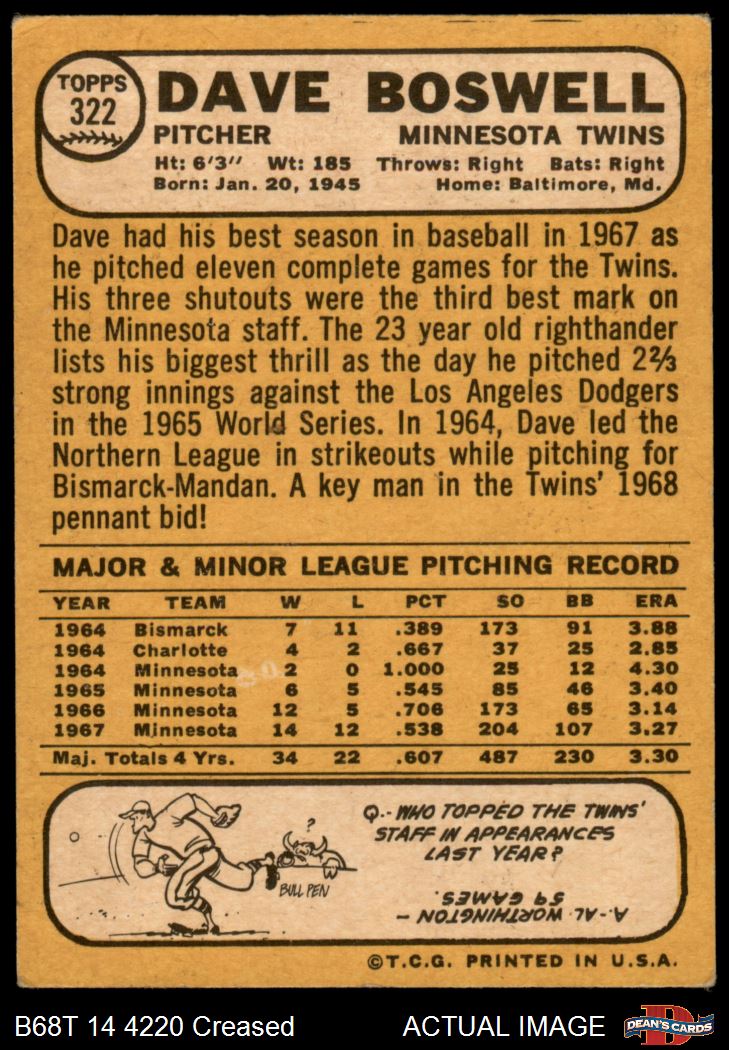 TOPPS
322
DAVE BOSWELL
PITCHER MINNESOTA TWINS
Ht: 6'3" Wt: 185 Throws: Right Bats: Right
Born: Jan. 20, 1945 Home: Baltimore, Md.
Dave had his best season in baseball in 1967 as
he pitched eleven complete games for the Twins.
His three shutouts were the third best mark on
the Minnesota staff. The 23 year old righthander
lists his biggest thrill as the day he pitched 2⅔
strong innings against the Los Angeles Dodgers
in the 1965 World Series. In 1964, Dave led the
Northern League in strikeouts while pitching for
Bismarck-Mandan. A key man in the Twins' 1968
pennant bid!
MAJOR & MINOR LEAGUE PITCHING RECORD
YEAR TEAM W L PCT SO BB ERA
1964 Bismarck 7 11 .389 173 91 3.88
1964 Charlotte 4 2 .667 37 25 2.85
1964 Minnesota 2 0 1.000 25 12 4.30
1965 Minnesota 6 5 .545 85 46 3.40
1966 Minnesota 12 5 .706 173 65 3.14
1967 Minnesota 14 12 .538 204 107 3.27
Maj. Totals 4 Yrs. 34 22 .607 487 230 3.30
?
BULL PEN
Q.- WHO TOPPED THE TWINS'
STAFF IN APPEARANCES
LAST YEAR?
A.- AL WORTHINGTON -
59 GAMES.
©T.C.G. PRINTED IN U.S.A.
B68T 14 4220 Creased ACTUAL IMAGE
D
DEAN'S CARDS